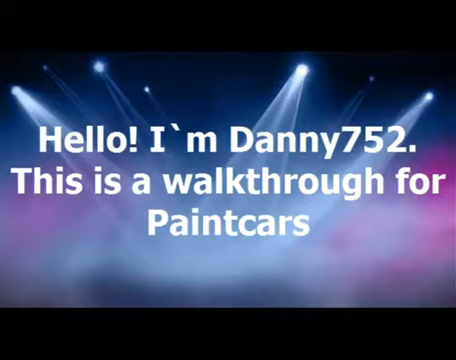 Hello! I`m Danny752.
This is a walkthrough for
Paintcars